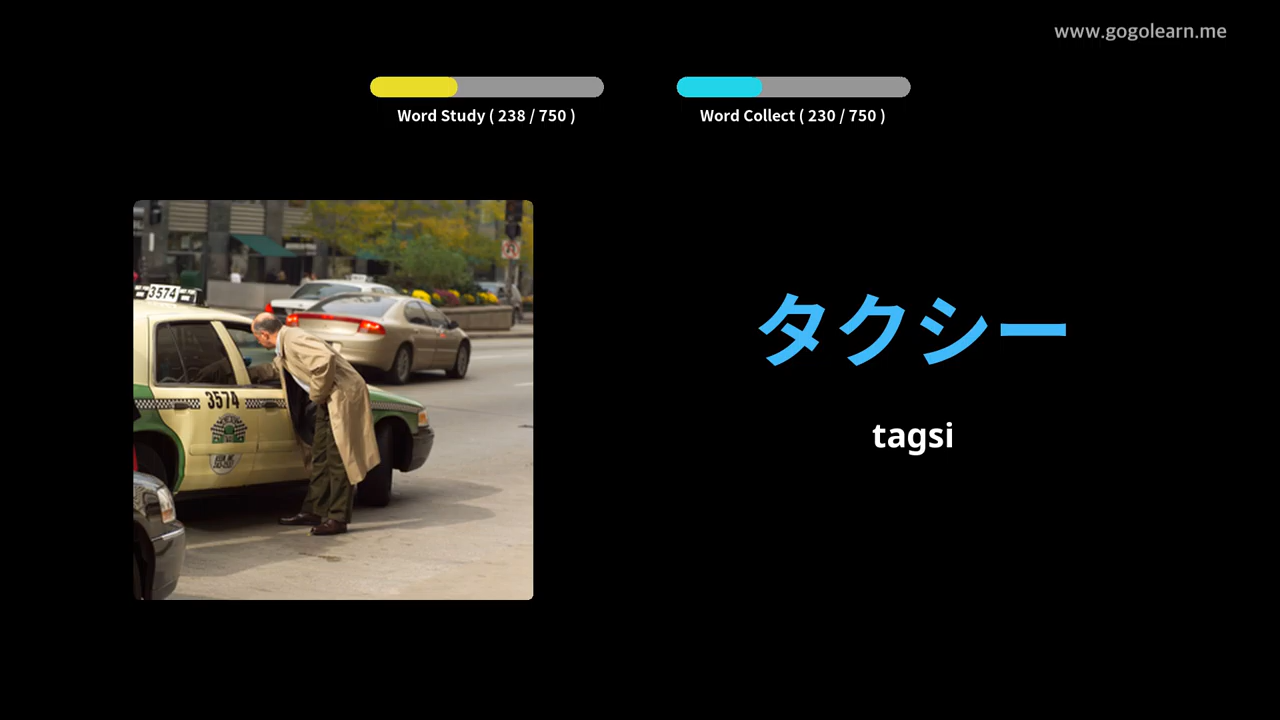 www.gogolearn.me
Word Study ( 238 / 750 )
Word Collect ( 230 / 750 )
3574
3574
タクシー
tagsi